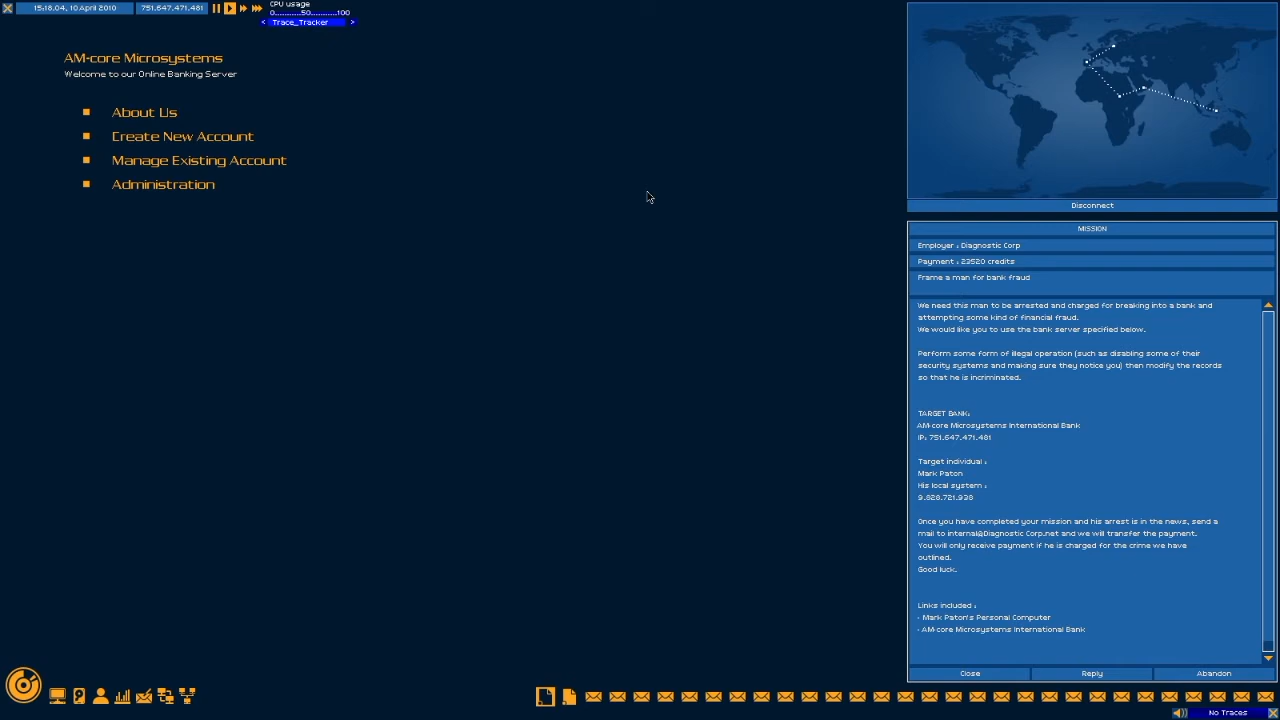 15:18.04, 10 April 2010
751.647.471.481
CPU usage
0.........50.........100
< Trace_Tracker >
AM-core Microsystems
Welcome to our Online Banking Server
About Us
Create New Account
Manage Existing Account
Administration
Disconnect
MISSION
Employer : Diagnostic Corp
Payment : 23520 credits
Frame a man for bank fraud
We need this man to be arrested and charged for breaking into a bank and
attempting some kind of financial fraud.
We would like you to use the bank server specified below.
Perform some form of illegal operation (such as disabling some of their
security systems and making sure they notice you) then modify the records
so that he is incriminated.
TARGET BANK:
AM-core Microsystems International Bank
IP: 751.647.471.481
Target individual :
Mark Paton
His local system :
9.828.721.938
Once you have completed your mission and his arrest is in the news, send a
mail to internal@Diagnostic Corp.net and we will transfer the payment.
You will only receive payment if he is charged for the crime we have
outlined.
Good luck.
Links included :
- Mark Paton's Personal Computer
- AM-core Microsystems International Bank
Close
Reply
Abandon
No Traces